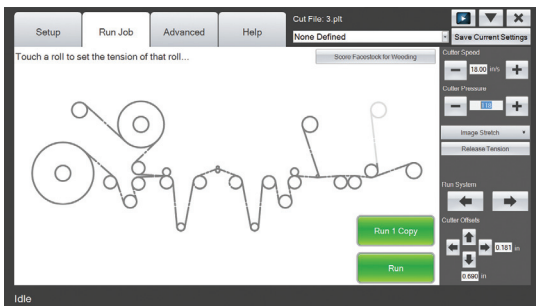 Setup
Run Job
Advanced
Help
Cut File: 3.plt
None Defined
Save Current Settings
Touch a roll to set the tension of that roll...
Score Facestock for Weeding
Cutter Speed
18.00 in/s
Cutter Pressure
118
Image Stretch
Release Tension
Run System
Cutter Offsets
0.181 in
0.690 in
Run 1 Copy
Run
Idle